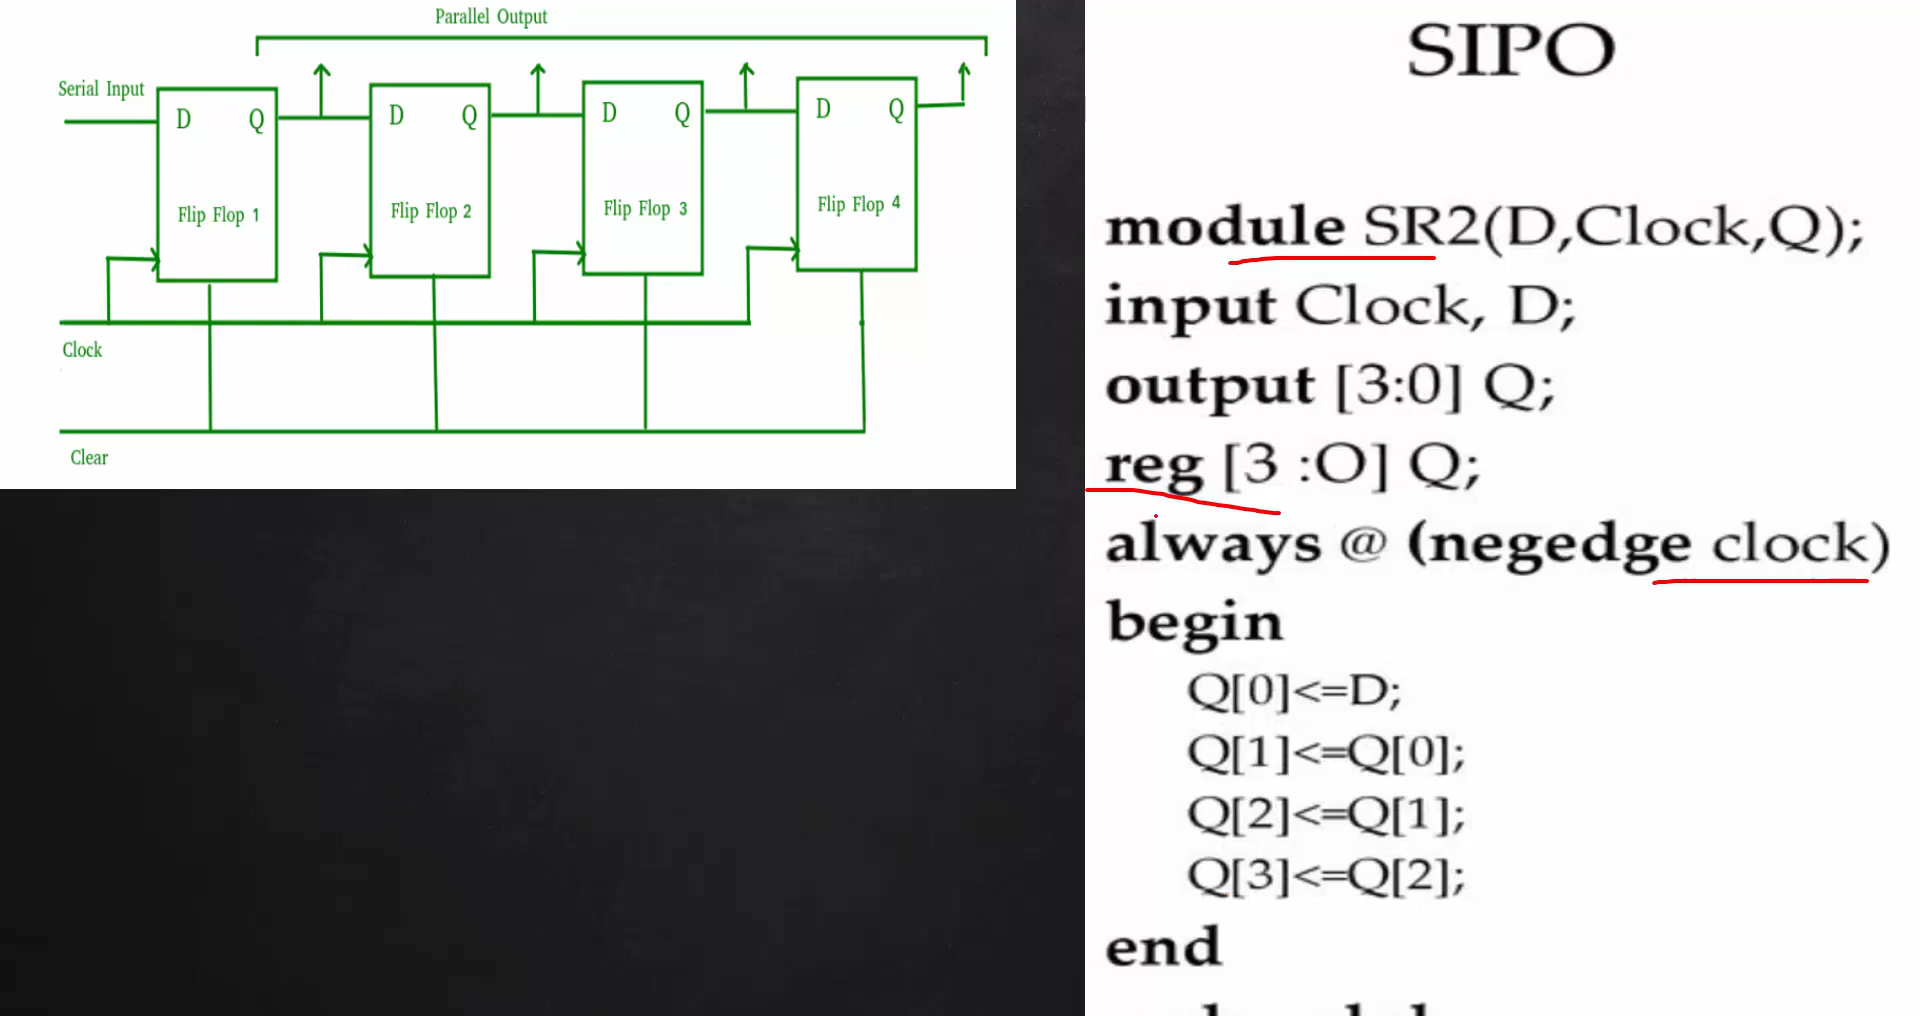 Parallel Output
Serial Input
D Q
D Q
D Q
D Q
Flip Flop 1
Flip Flop 2
Flip Flop 3
Flip Flop 4
Clock
Clear
SIPO
module SR2(D,Clock,Q);
input Clock, D;
output [3:0] Q;
reg [3 :O] Q;
always @ (negedge clock)
begin
Q[0]<=D;
Q[1]<=Q[0];
Q[2]<=Q[1];
Q[3]<=Q[2];
end